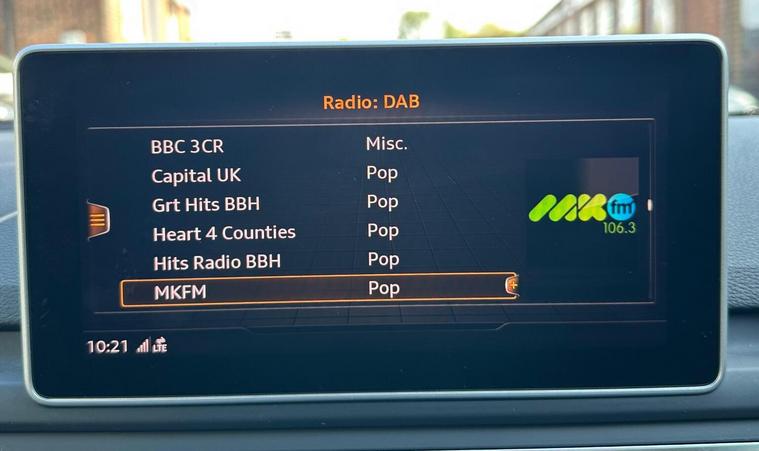 Radio: DAB
BBC 3CR Misc.
Capital UK Pop
Grt Hits BBH Pop
Heart 4 Counties Pop
Hits Radio BBH Pop
MKFM Pop
MK fm
106.3
10:21 LTE